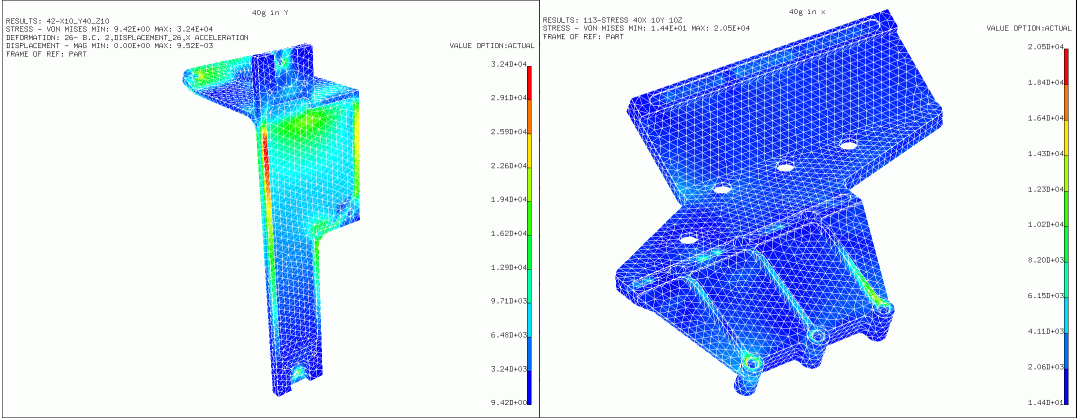 40g in Y
RESULTS: 42-X10_Y40_Z10
STRESS - VON MISES MIN: 9.42E+00 MAX: 3.24E+04
DEFORMATION: 26- B.C. 2,DISPLACEMENT_26,X ACCELERATION
DISPLACEMENT - MAG MIN: 0.00E+00 MAX: 9.52E-03
FRAME OF REF: PART
VALUE OPTION:ACTUAL
3.24D+04
2.91D+04
2.59D+04
2.26D+04
1.94D+04
1.62D+04
1.29D+04
9.71D+03
6.48D+03
3.24D+03
9.42D+00
40g in x
RESULTS: 113-STRESS 40X 10Y 10Z
STRESS - VON MISES MIN: 1.44E+01 MAX: 2.05E+04
FRAME OF REF: PART
VALUE OPTION:ACTUAL
2.05D+04
1.84D+04
1.64D+04
1.43D+04
1.23D+04
1.02D+04
8.20D+03
6.15D+03
4.11D+03
2.06D+03
1.44D+01